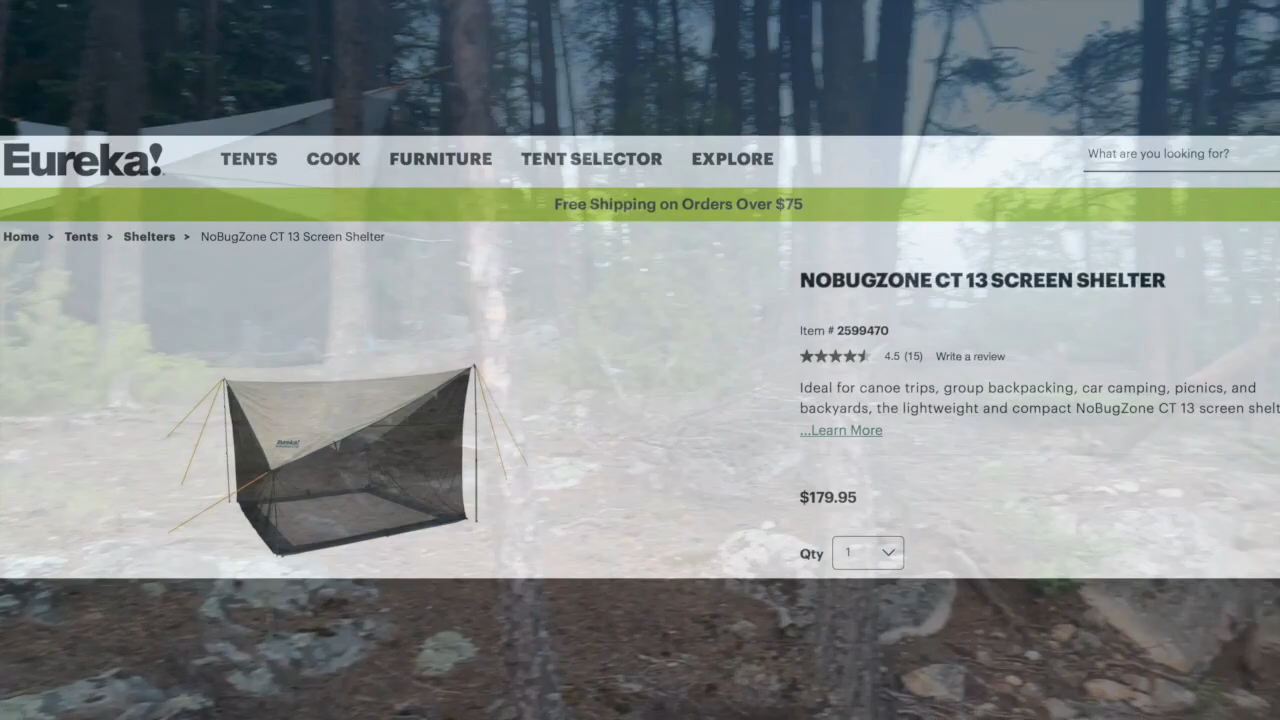 Eureka!
TENTS COOK FURNITURE TENT SELECTOR EXPLORE
What are you looking for?
Free Shipping on Orders Over $75
Home > Tents > Shelters > NoBugZone CT 13 Screen Shelter
NOBUGZONE CT 13 SCREEN SHELTER
Item # 2599470
4.5 (15) Write a review
Ideal for canoe trips, group backpacking, car camping, picnics, and
backyards, the lightweight and compact NoBugZone CT 13 screen shelt
...Learn More
Eureka!
$179.95
Qty 1